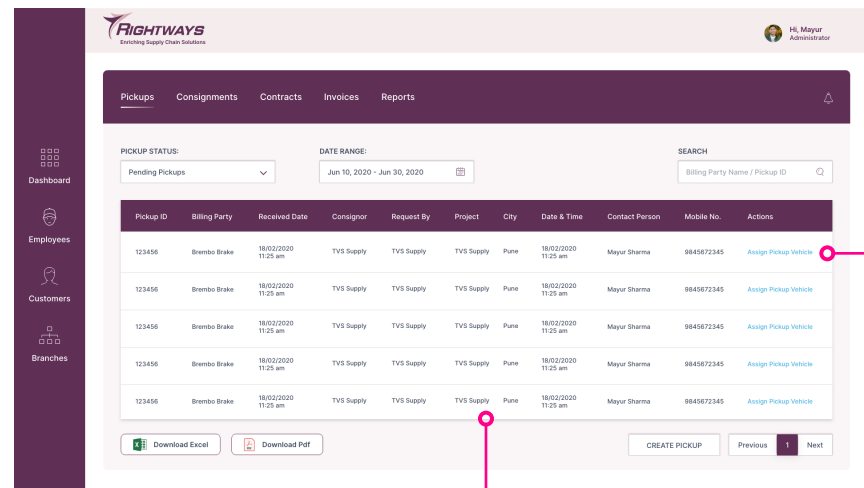 RIGHTWAYS
Enriching Supply Chain Solutions
Hi, Mayur
Administrator
Dashboard
Employees
Customers
Branches
Pickups Consignments Contracts Invoices Reports
PICKUP STATUS: DATE RANGE: SEARCH
Pending Pickups Jun 10, 2020 - Jun 30, 2020 Billing Party Name / Pickup ID
Pickup ID Billing Party Received Date Consignor Request By Project City Date & Time Contact Person Mobile No. Actions
123456 Brembo Brake 18/02/2020 11:25 am TVS Supply TVS Supply TVS Supply Pune 18/02/2020 11:25 am Mayur Sharma 9845672345 Assign Pickup Vehicle
123456 Brembo Brake 18/02/2020 11:25 am TVS Supply TVS Supply TVS Supply Pune 18/02/2020 11:25 am Mayur Sharma 9845672345 Assign Pickup Vehicle
123456 Brembo Brake 18/02/2020 11:25 am TVS Supply TVS Supply TVS Supply Pune 18/02/2020 11:25 am Mayur Sharma 9845672345 Assign Pickup Vehicle
123456 Brembo Brake 18/02/2020 11:25 am TVS Supply TVS Supply TVS Supply Pune 18/02/2020 11:25 am Mayur Sharma 9845672345 Assign Pickup Vehicle
123456 Brembo Brake 18/02/2020 11:25 am TVS Supply TVS Supply TVS Supply Pune 18/02/2020 11:25 am Mayur Sharma 9845672345 Assign Pickup Vehicle
Download Excel Download Pdf CREATE PICKUP Previous 1 Next